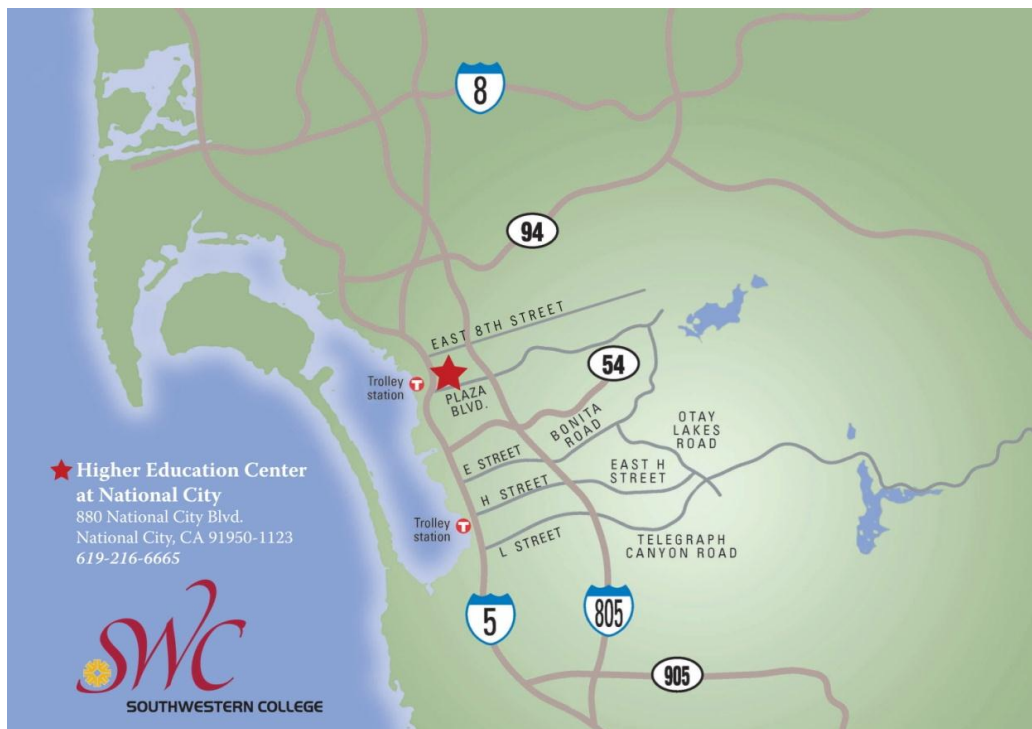 8
94
EAST 8TH STREET
54
Trolley
station
T
PLAZA
BLVD.
BONITA
ROAD
OTAY
LAKES
ROAD
E STREET
EAST H
STREET
H STREET
Higher Education Center
at National City
880 National City Blvd.
National City, CA 91950-1123
619-216-6665
Trolley
station
T
L STREET
TELEGRAPH
CANYON ROAD
5
805
905
SWC
SOUTHWESTERN COLLEGE